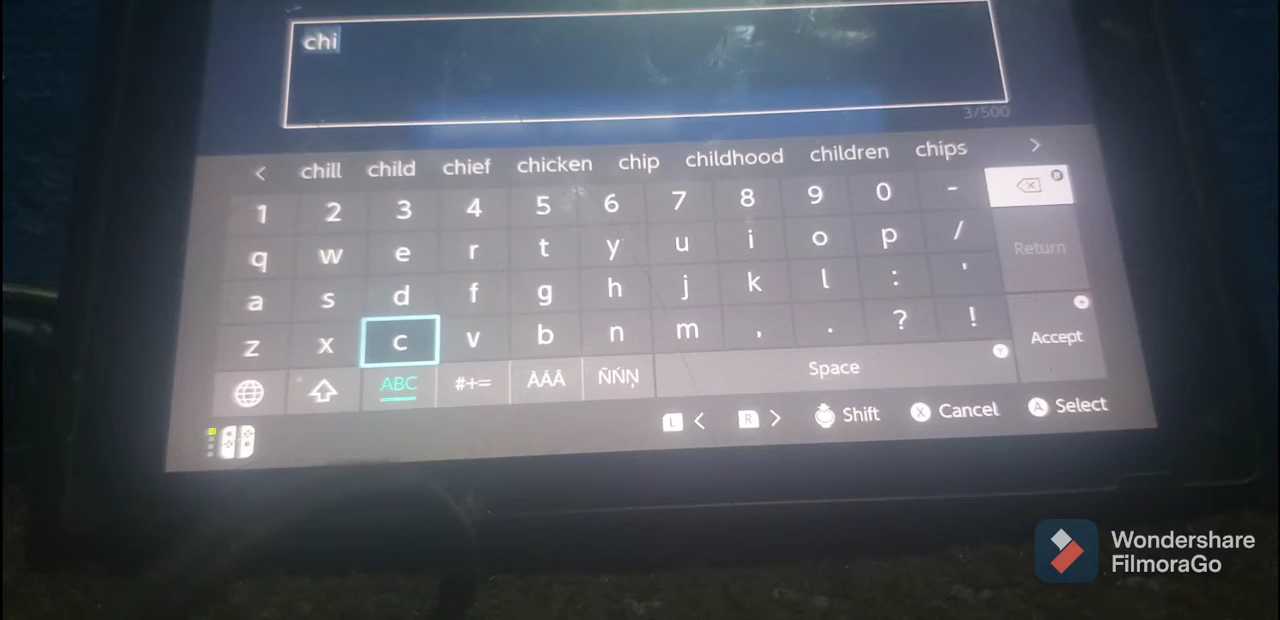 chi
3/500
< chill child chief chicken chip childhood children chips >
1 2 3 4 5 6 7 8 9 0 -
q w e r t y u i o p / Return
a s d f g h j k l : '
z x c v b n m , . ? ! Accept
ABC #+= ÀÁÂ ÑŃŅ Space Y
L < R > Shift X Cancel A Select
Wondershare
FilmoraGo